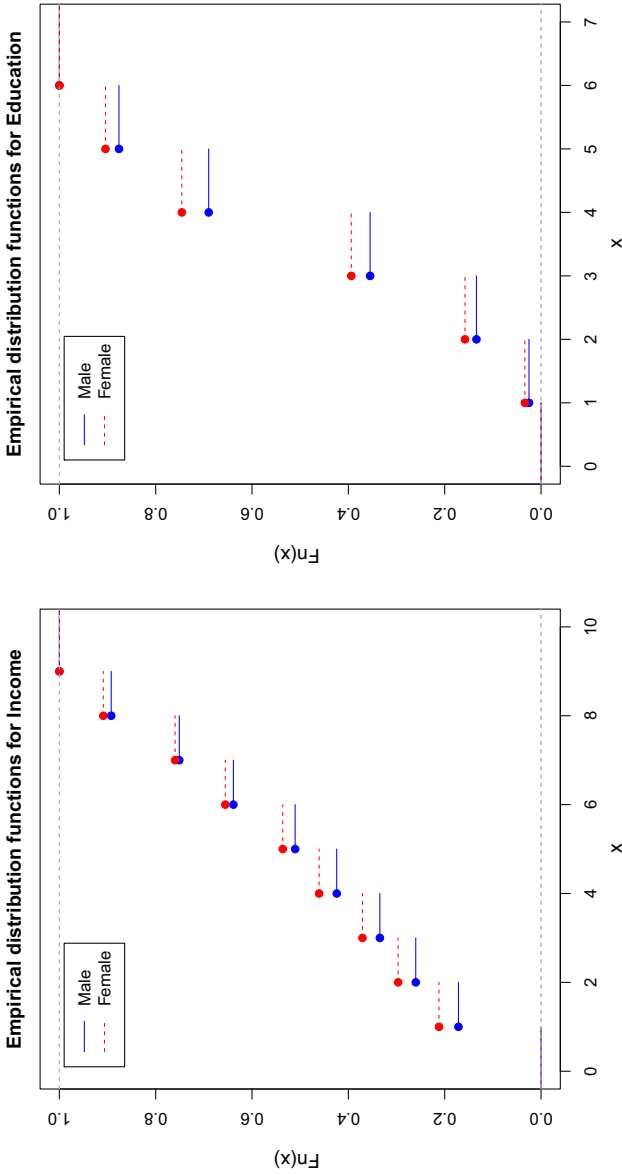 Empirical distribution functions for Income
Male
Female
Fn(x)
0.0 0.2 0.4 0.6 0.8 1.0
0 2 4 6 8 10
x
Empirical distribution functions for Education
Male
Female
Fn(x)
0.0 0.2 0.4 0.6 0.8 1.0
0 1 2 3 4 5 6 7
x